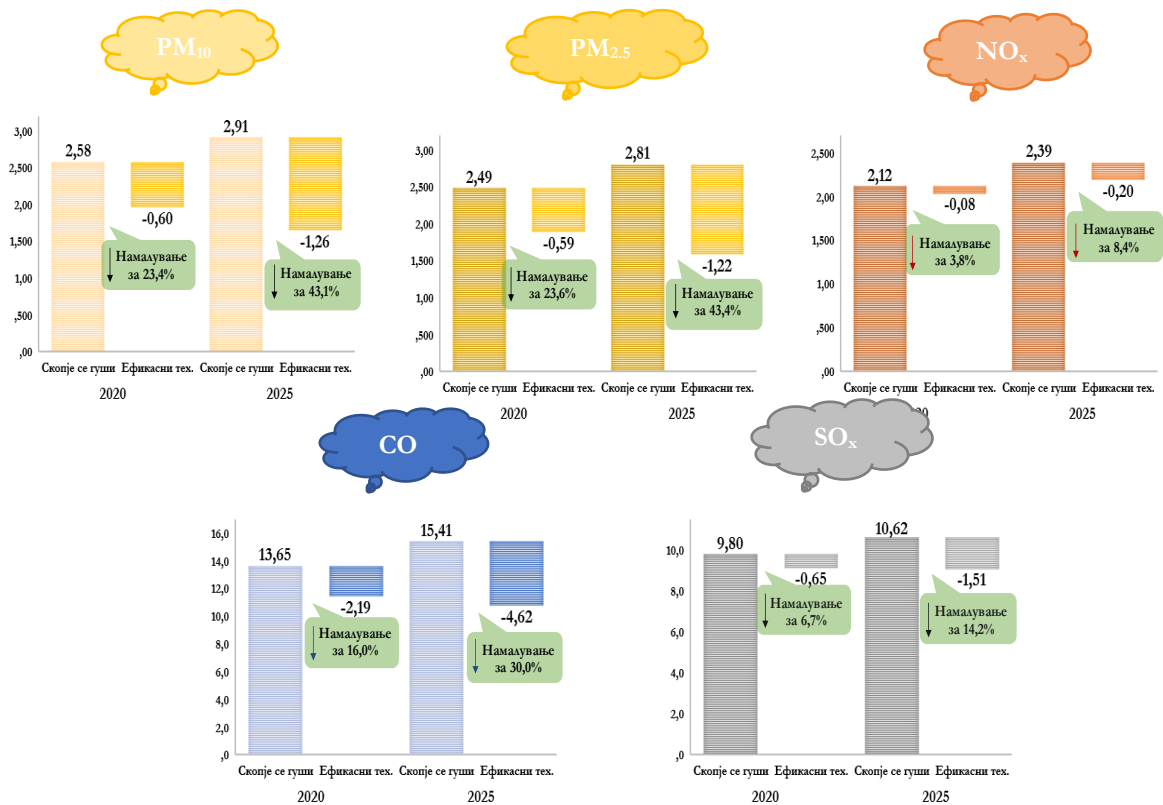 PM10
PM2.5
NOx
3,00
2,500
2,00
1,500
1,00
,500
,00
2,58
-0,60
2,91
-1,26
Намалување
за 23,4%
Намалување
за 43,1%
Скопје се гуши
Ефикасни тех.
Скопје се гуши
Ефикасни тех.
2020
2025
3,00
2,500
2,00
1,500
1,00
,500
,00
2,49
-0,59
2,81
-1,22
Намалување
за 23,6%
Намалување
за 43,4%
Скопје се гуши
Ефикасни тех.
Скопје се гуши
Ефикасни тех.
2020
2025
2,500
2,00
1,500
1,00
,500
,00
2,12
-0,08
2,39
-0,20
Намалување
за 3,8%
Намалување
за 8,4%
Скопје се гуши
Ефикасни тех.
Скопје се гуши
Ефикасни тех.
2025
CO
SOx
16,0
14,0
12,0
10,0
8,0
6,0
4,0
2,0
,0
13,65
-2,19
15,41
-4,62
Намалување
за 16,0%
Намалување
за 30,0%
Скопје се гуши
Ефикасни тех.
Скопје се гуши
Ефикасни тех.
2020
2025
10,0
8,0
6,0
4,0
2,0
,0
9,80
-0,65
10,62
-1,51
Намалување
за 6,7%
Намалување
за 14,2%
Скопје се гуши
Ефикасни тех.
Скопје се гуши
Ефикасни тех.
2020
2025